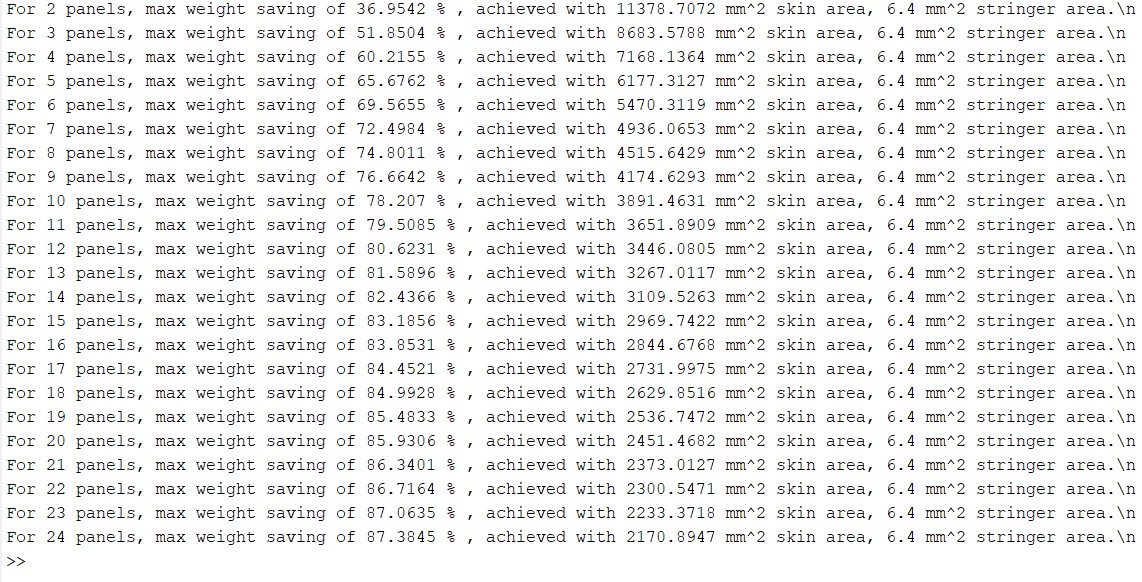 For 2 panels, max weight saving of 36.9542 % , achieved with 11378.7072 mm^2 skin area, 6.4 mm^2 stringer area.\n
For 3 panels, max weight saving of 51.8504 % , achieved with 8683.5788 mm^2 skin area, 6.4 mm^2 stringer area.\n
For 4 panels, max weight saving of 60.2155 % , achieved with 7168.1364 mm^2 skin area, 6.4 mm^2 stringer area.\n
For 5 panels, max weight saving of 65.6762 % , achieved with 6177.3127 mm^2 skin area, 6.4 mm^2 stringer area.\n
For 6 panels, max weight saving of 69.5655 % , achieved with 5470.3119 mm^2 skin area, 6.4 mm^2 stringer area.\n
For 7 panels, max weight saving of 72.4984 % , achieved with 4936.0653 mm^2 skin area, 6.4 mm^2 stringer area.\n
For 8 panels, max weight saving of 74.8011 % , achieved with 4515.6429 mm^2 skin area, 6.4 mm^2 stringer area.\n
For 9 panels, max weight saving of 76.6642 % , achieved with 4174.6293 mm^2 skin area, 6.4 mm^2 stringer area.\n
For 10 panels, max weight saving of 78.207 % , achieved with 3891.4631 mm^2 skin area, 6.4 mm^2 stringer area.\n
For 11 panels, max weight saving of 79.5085 % , achieved with 3651.8909 mm^2 skin area, 6.4 mm^2 stringer area.\n
For 12 panels, max weight saving of 80.6231 % , achieved with 3446.0805 mm^2 skin area, 6.4 mm^2 stringer area.\n
For 13 panels, max weight saving of 81.5896 % , achieved with 3267.0117 mm^2 skin area, 6.4 mm^2 stringer area.\n
For 14 panels, max weight saving of 82.4366 % , achieved with 3109.5263 mm^2 skin area, 6.4 mm^2 stringer area.\n
For 15 panels, max weight saving of 83.1856 % , achieved with 2969.7422 mm^2 skin area, 6.4 mm^2 stringer area.\n
For 16 panels, max weight saving of 83.8531 % , achieved with 2844.6768 mm^2 skin area, 6.4 mm^2 stringer area.\n
For 17 panels, max weight saving of 84.4521 % , achieved with 2731.9975 mm^2 skin area, 6.4 mm^2 stringer area.\n
For 18 panels, max weight saving of 84.9928 % , achieved with 2629.8516 mm^2 skin area, 6.4 mm^2 stringer area.\n
For 19 panels, max weight saving of 85.4833 % , achieved with 2536.7472 mm^2 skin area, 6.4 mm^2 stringer area.\n
For 20 panels, max weight saving of 85.9306 % , achieved with 2451.4682 mm^2 skin area, 6.4 mm^2 stringer area.\n
For 21 panels, max weight saving of 86.3401 % , achieved with 2373.0127 mm^2 skin area, 6.4 mm^2 stringer area.\n
For 22 panels, max weight saving of 86.7164 % , achieved with 2300.5471 mm^2 skin area, 6.4 mm^2 stringer area.\n
For 23 panels, max weight saving of 87.0635 % , achieved with 2233.3718 mm^2 skin area, 6.4 mm^2 stringer area.\n
For 24 panels, max weight saving of 87.3845 % , achieved with 2170.8947 mm^2 skin area, 6.4 mm^2 stringer area.\n
>>